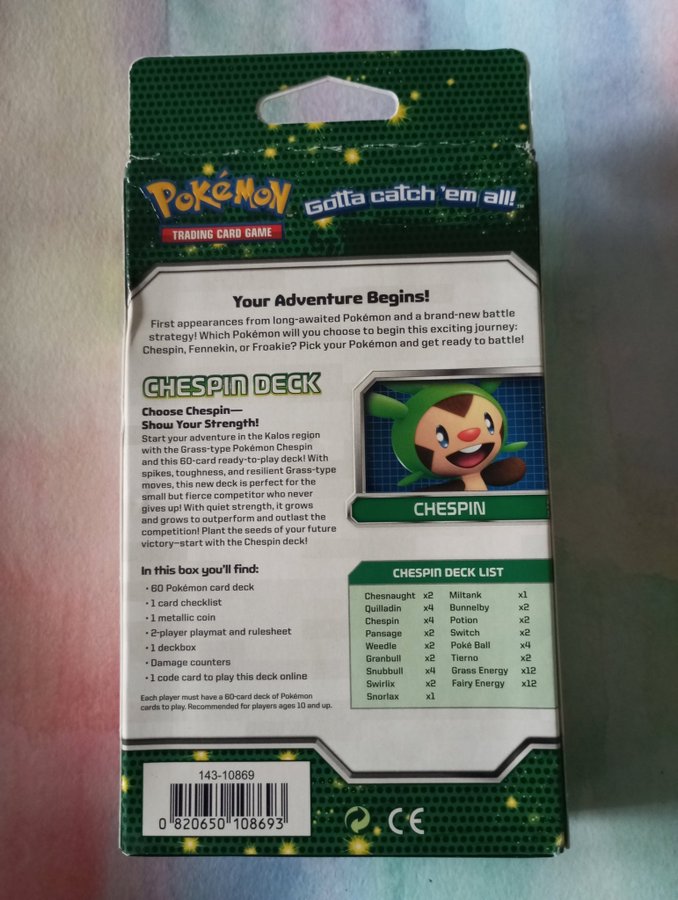 POKéMON
TRADING CARD GAME
Gotta catch 'em all!
Your Adventure Begins!
First appearances from long-awaited Pokémon and a brand-new battle
strategy! Which Pokémon will you choose to begin this exciting journey:
Chespin, Fennekin, or Froakie? Pick your Pokémon and get ready to battle!
CHESPIN DECK
Choose Chespin—
Show Your Strength!
Start your adventure in the Kalos region
with the Grass-type Pokémon Chespin
and this 60-card ready-to-play deck! With
spikes, toughness, and resilient Grass-type
moves, this new deck is perfect for the
small but fierce competitor who never
gives up! With quiet strength, it grows
and grows to outperform and outlast the
competition! Plant the seeds of your future
victory—start with the Chespin deck!
CHESPIN
In this box you'll find:
• 60 Pokémon card deck
• 1 card checklist
• 1 metallic coin
• 2-player playmat and rulesheet
• 1 deckbox
• Damage counters
• 1 code card to play this deck online
Each player must have a 60-card deck of Pokémon
cards to play. Recommended for players ages 10 and up.
CHESPIN DECK LIST
Chesnaught x2 Miltank x1
Quilladin x4 Bunnelby x2
Chespin x4 Potion x2
Pansage x2 Switch x2
Weedle x2 Poké Ball x4
Granbull x2 Tierno x2
Snubbull x4 Grass Energy x12
Swirlix x2 Fairy Energy x12
Snorlax x1
143-10869
0 820650 108693
CE